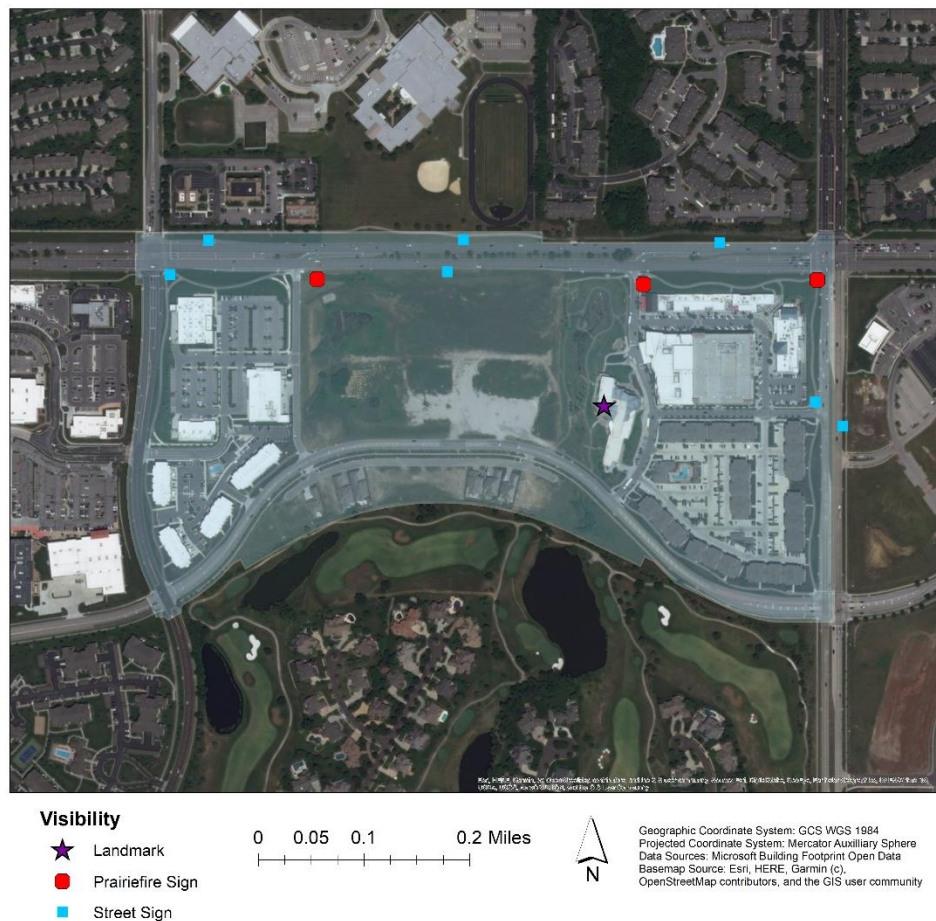 Visibility
Landmark
Prairiefire Sign
Street Sign
0 0.05 0.1 0.2 Miles
N
Geographic Coordinate System: GCS WGS 1984
Projected Coordinate System: Mercator Auxilliary Sphere
Data Sources: Microsoft Building Footprint Open Data
Basemap Source: Esri, HERE, Garmin (c),
OpenStreetMap contributors, and the GIS user community